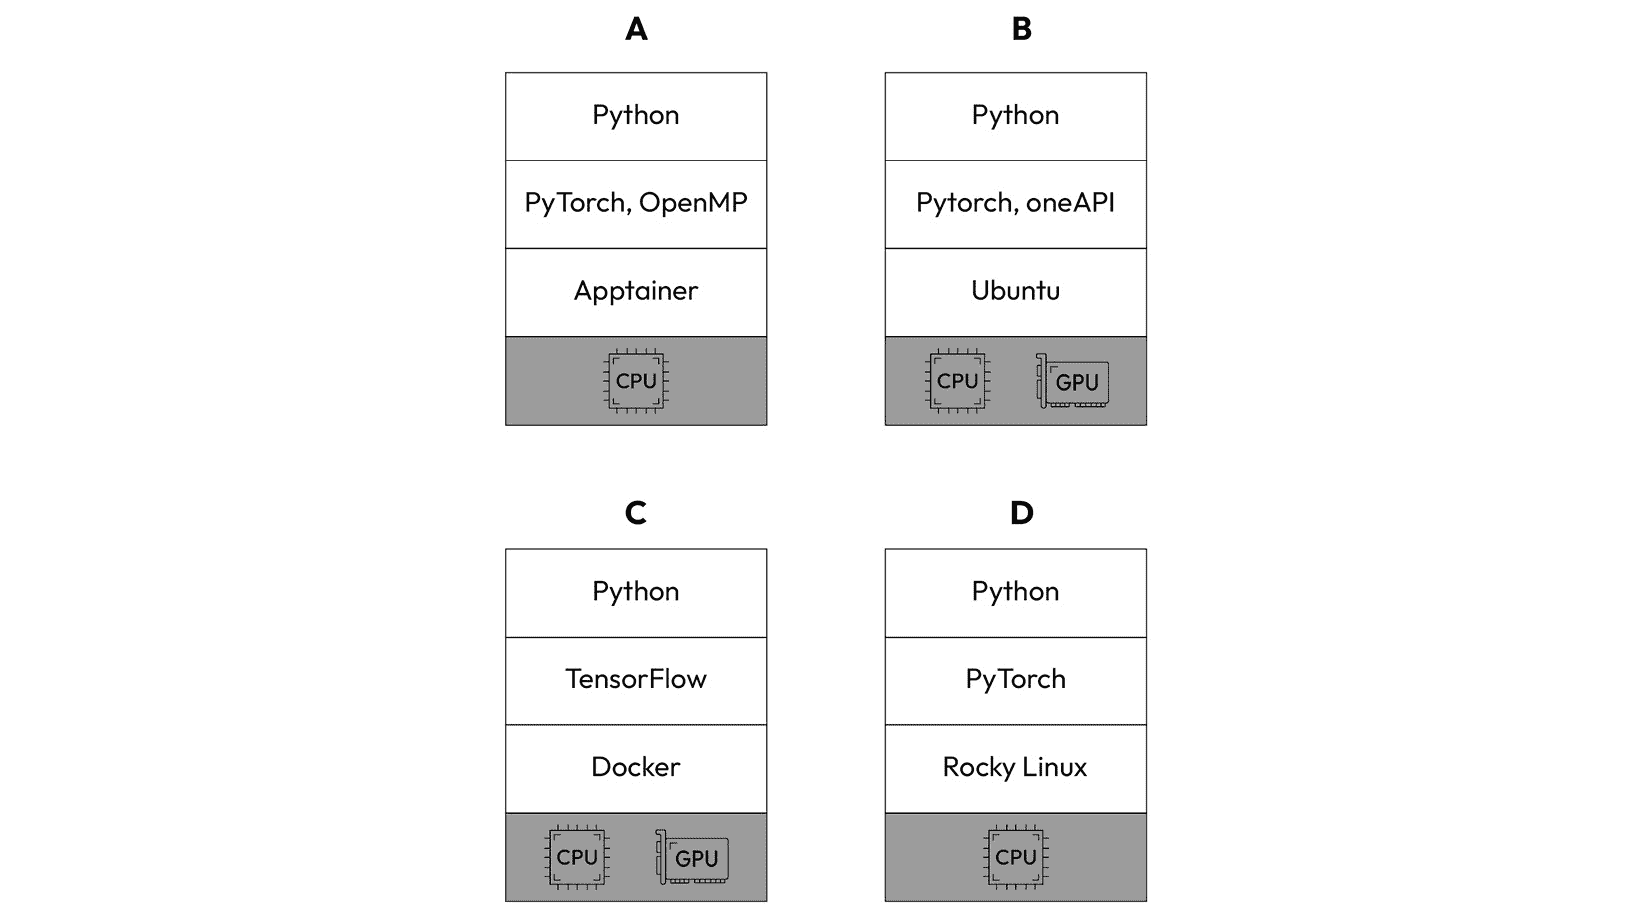 A
Python
PyTorch, OpenMP
Apptainer
CPU
B
Python
Pytorch, oneAPI
Ubuntu
CPU GPU
C
Python
TensorFlow
Docker
CPU GPU
D
Python
PyTorch
Rocky Linux
CPU